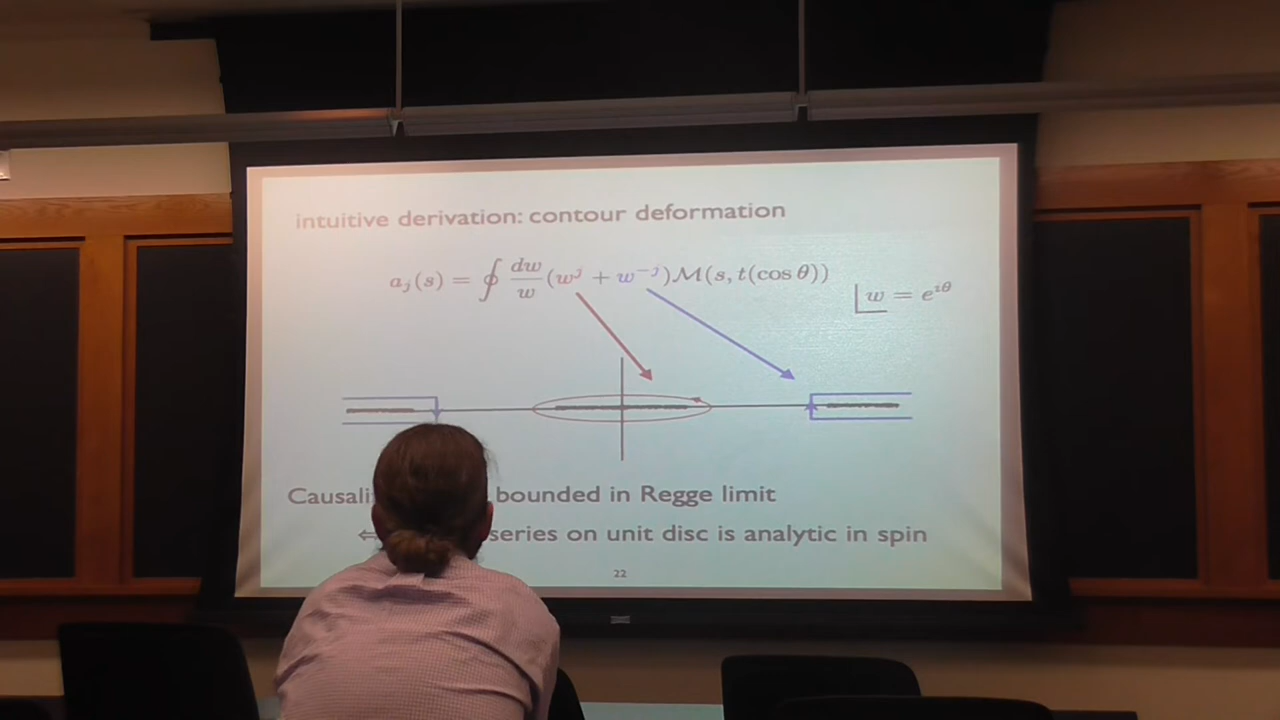 intuitive derivation: contour deformation
a_j(s) = ∮ dw/w (w^j + w^{-j}) M(s, t(cos θ))
w = e^{iθ}
bounded in Regge limit
⇐ series on unit disc is analytic in spin
22